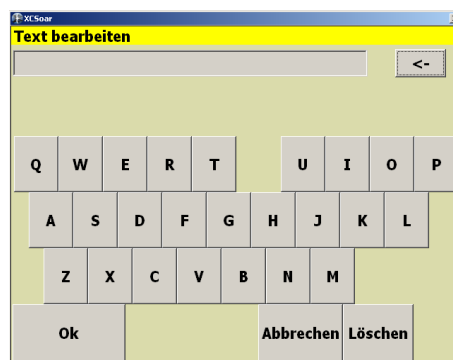 XCSoar
Text bearbeiten
<-
Q W E R T U I O P
A S D F G H J K L
Z X C V B N M
Ok Abbrechen Löschen